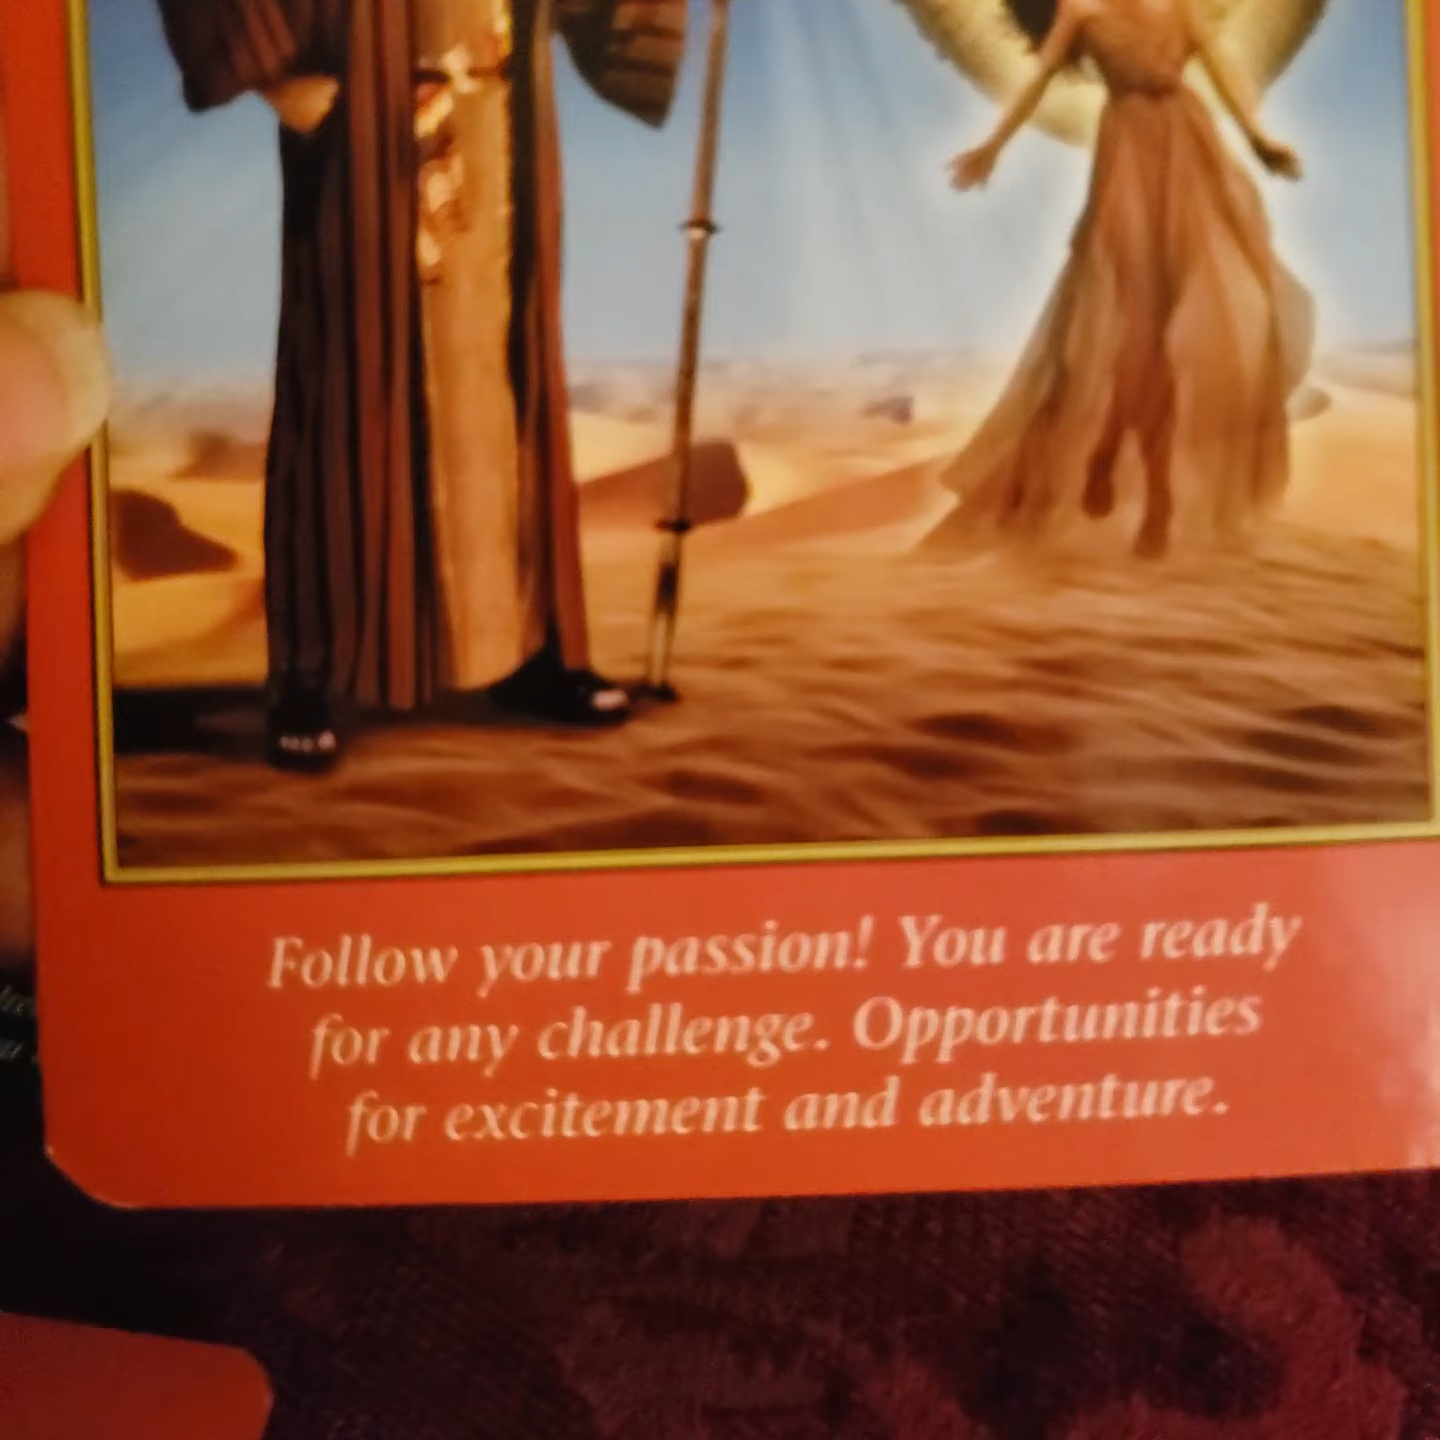 Follow your passion! You are ready
for any challenge. Opportunities
for excitement and adventure.